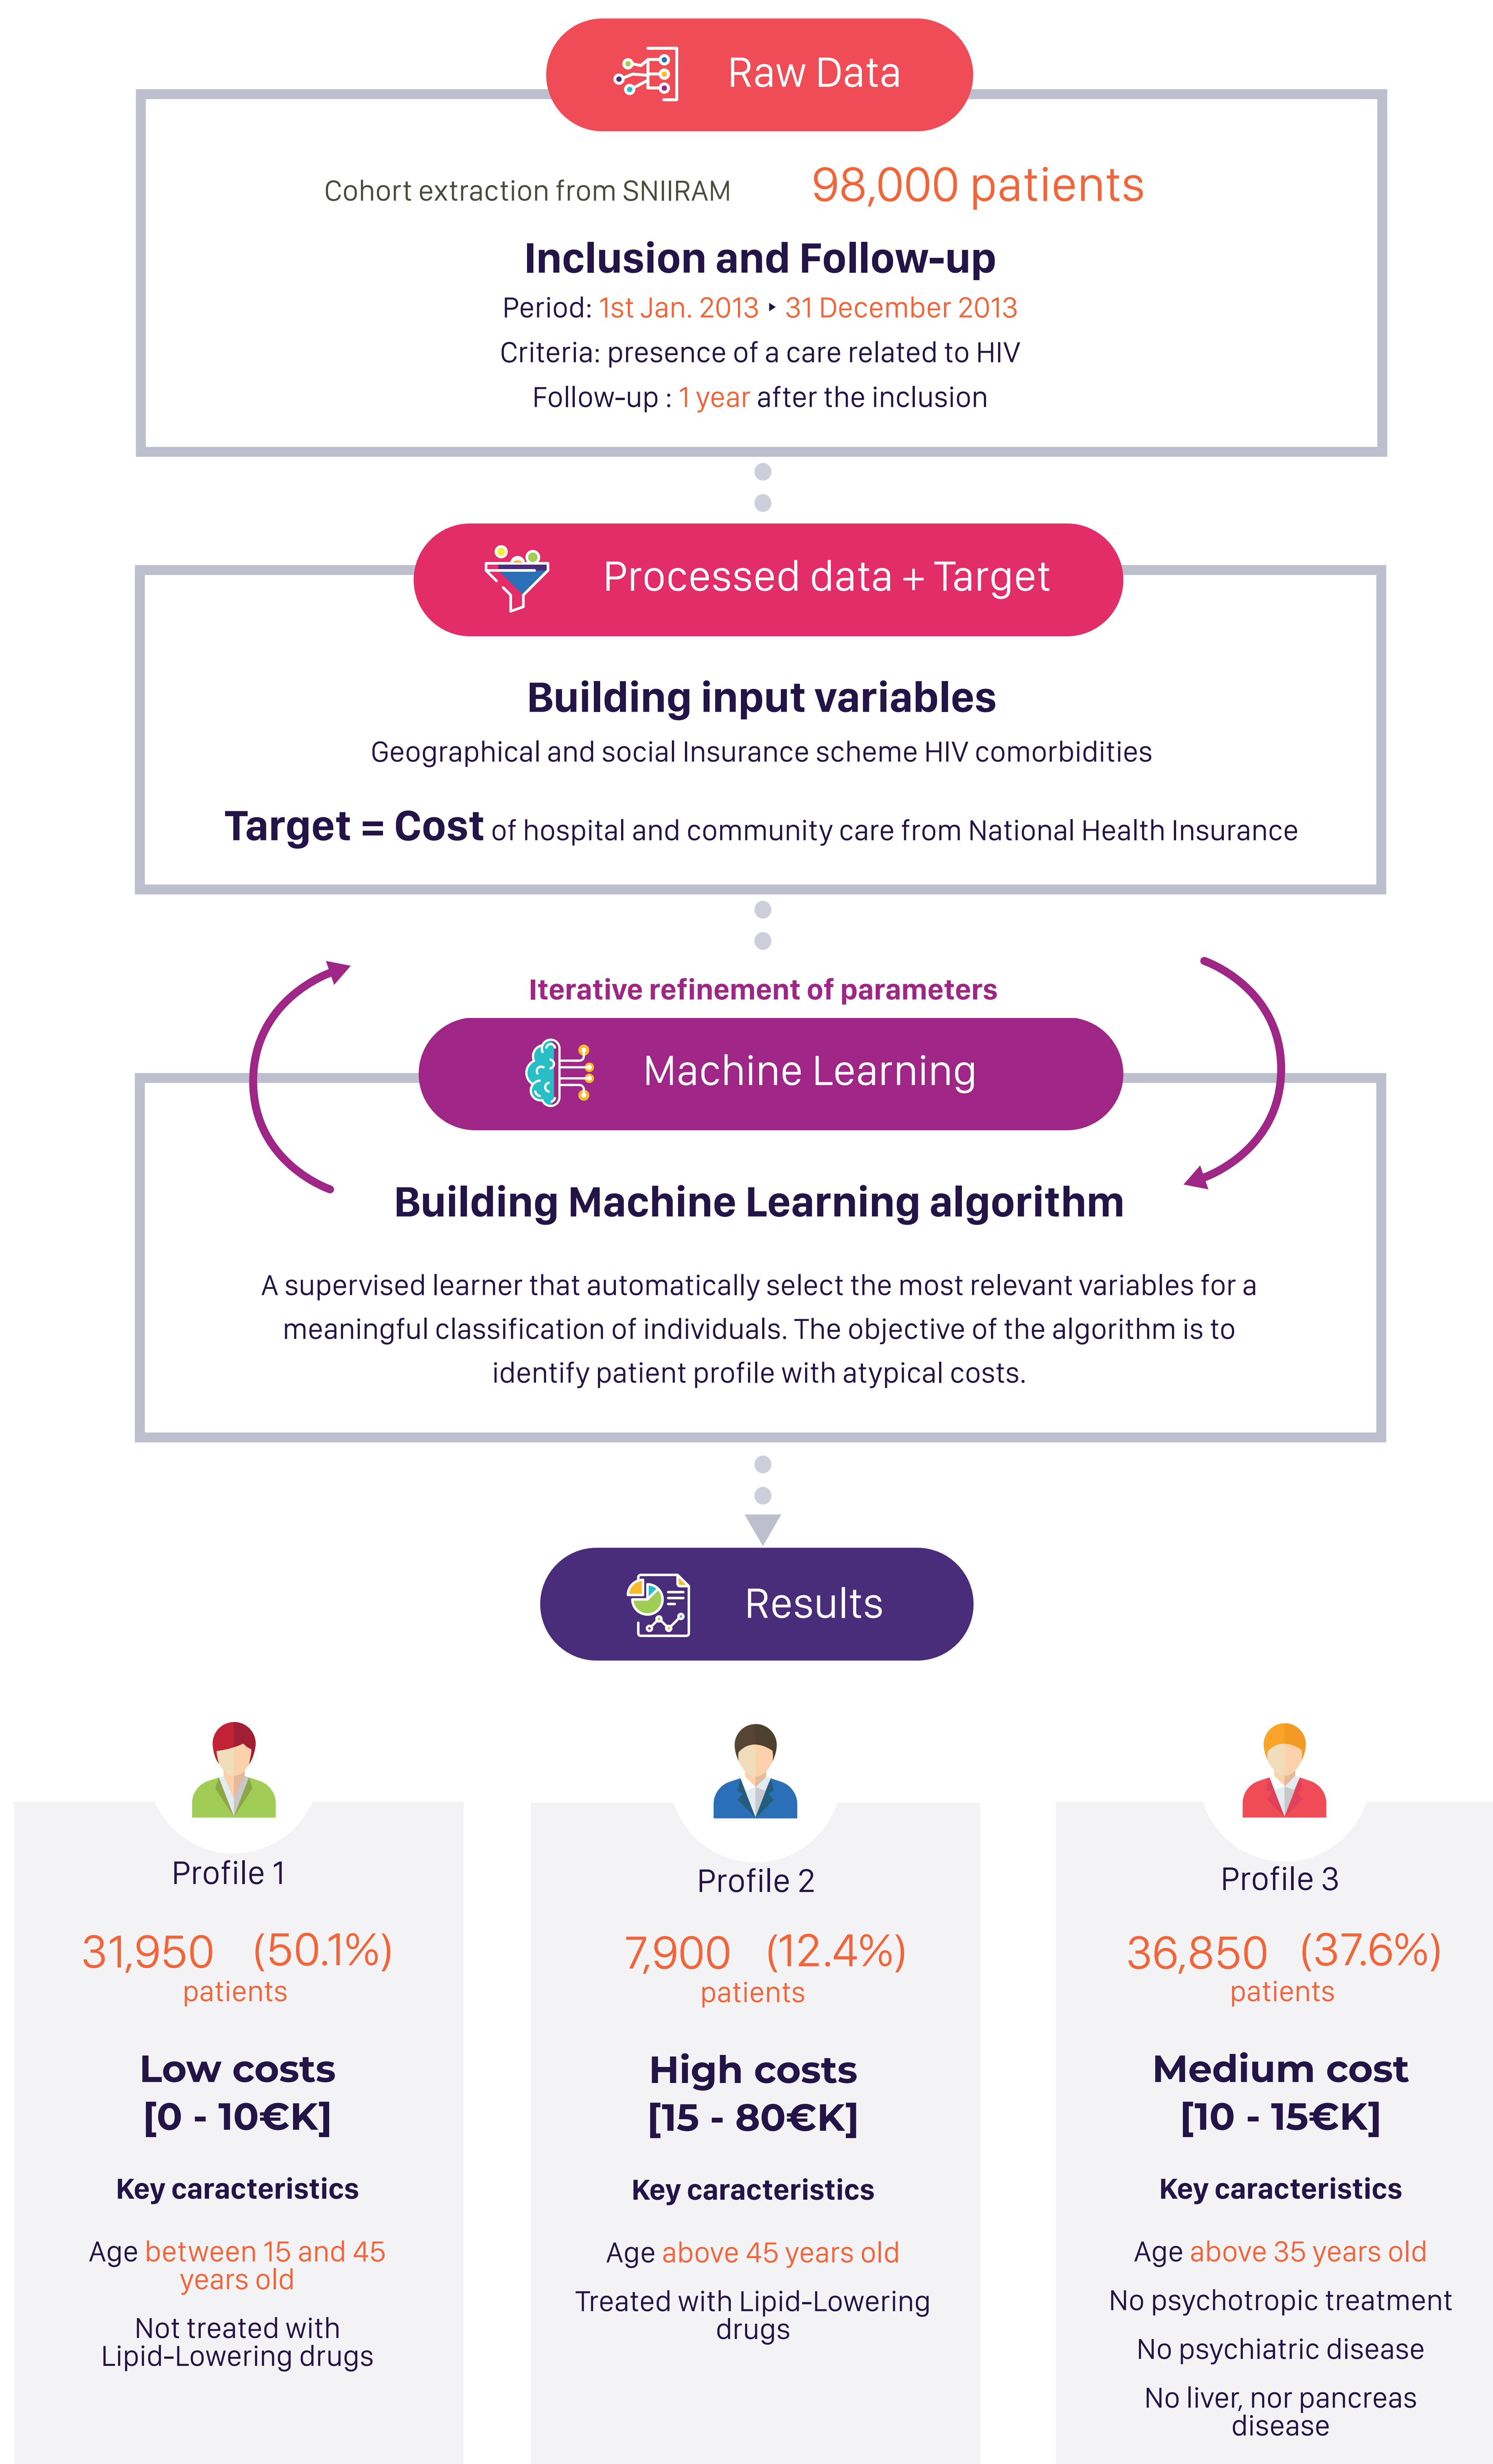 Raw Data
Cohort extraction from SNIIRAM 98,000 patients
Inclusion and Follow-up
Period: 1st Jan. 2013 ▸ 31 December 2013
Criteria: presence of a care related to HIV
Follow-up : 1 year after the inclusion
Processed data + Target
Building input variables
Geographical and social Insurance scheme HIV comorbidities
Target = Cost of hospital and community care from National Health Insurance
Iterative refinement of parameters
Machine Learning
Building Machine Learning algorithm
A supervised learner that automatically select the most relevant variables for a
meaningful classification of individuals. The objective of the algorithm is to
identify patient profile with atypical costs.
Results
Profile 1
31,950 (50.1%)
patients
Low costs
[0 - 10€K]
Key caracteristics
Age between 15 and 45
years old
Not treated with
Lipid-Lowering drugs
Profile 2
7,900 (12.4%)
patients
High costs
[15 - 80€K]
Key caracteristics
Age above 45 years old
Treated with Lipid-Lowering
drugs
Profile 3
36,850 (37.6%)
patients
Medium cost
[10 - 15€K]
Key caracteristics
Age above 35 years old
No psychotropic treatment
No psychiatric disease
No liver, nor pancreas
disease